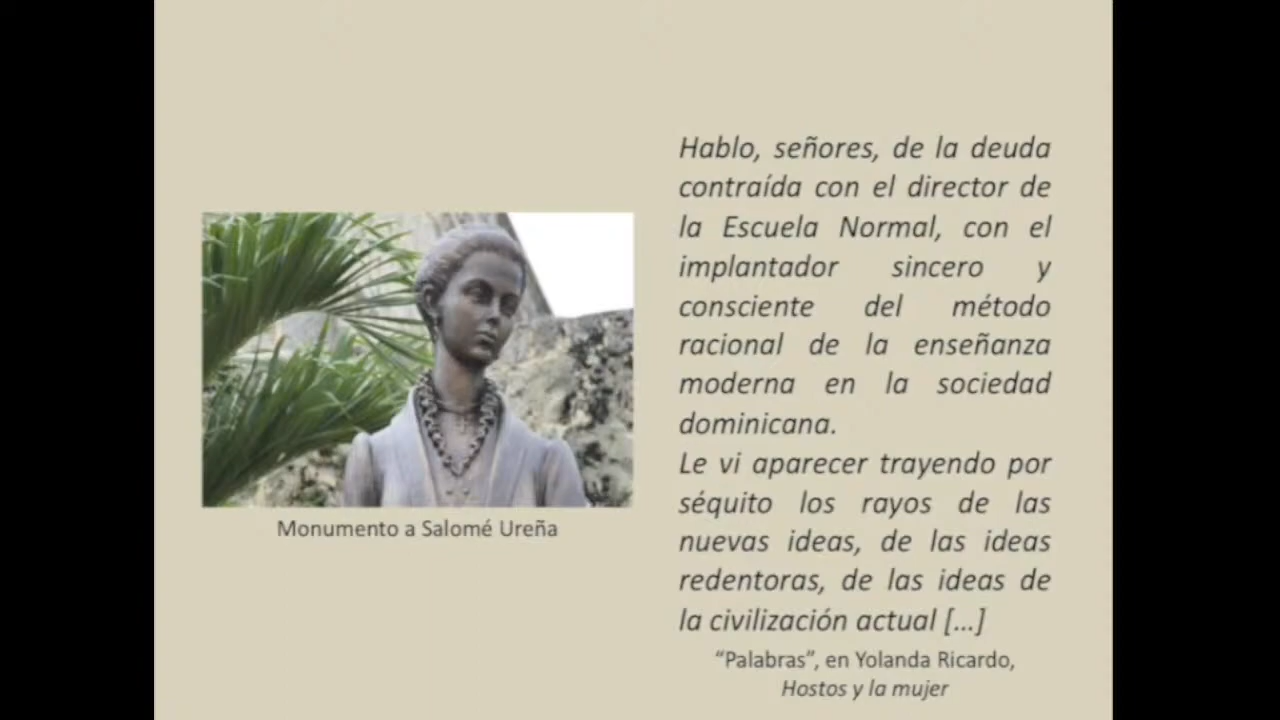 Hablo, señores, de la deuda
contraída con el director de
la Escuela Normal, con el
implantador sincero y
consciente del método
racional de la enseñanza
moderna en la sociedad
dominicana.
Le vi aparecer trayendo por
séquito los rayos de las
nuevas ideas, de las ideas
redentoras, de las ideas de
la civilización actual […]
“Palabras”, en Yolanda Ricardo,
Hostos y la mujer
Monumento a Salomé Ureña